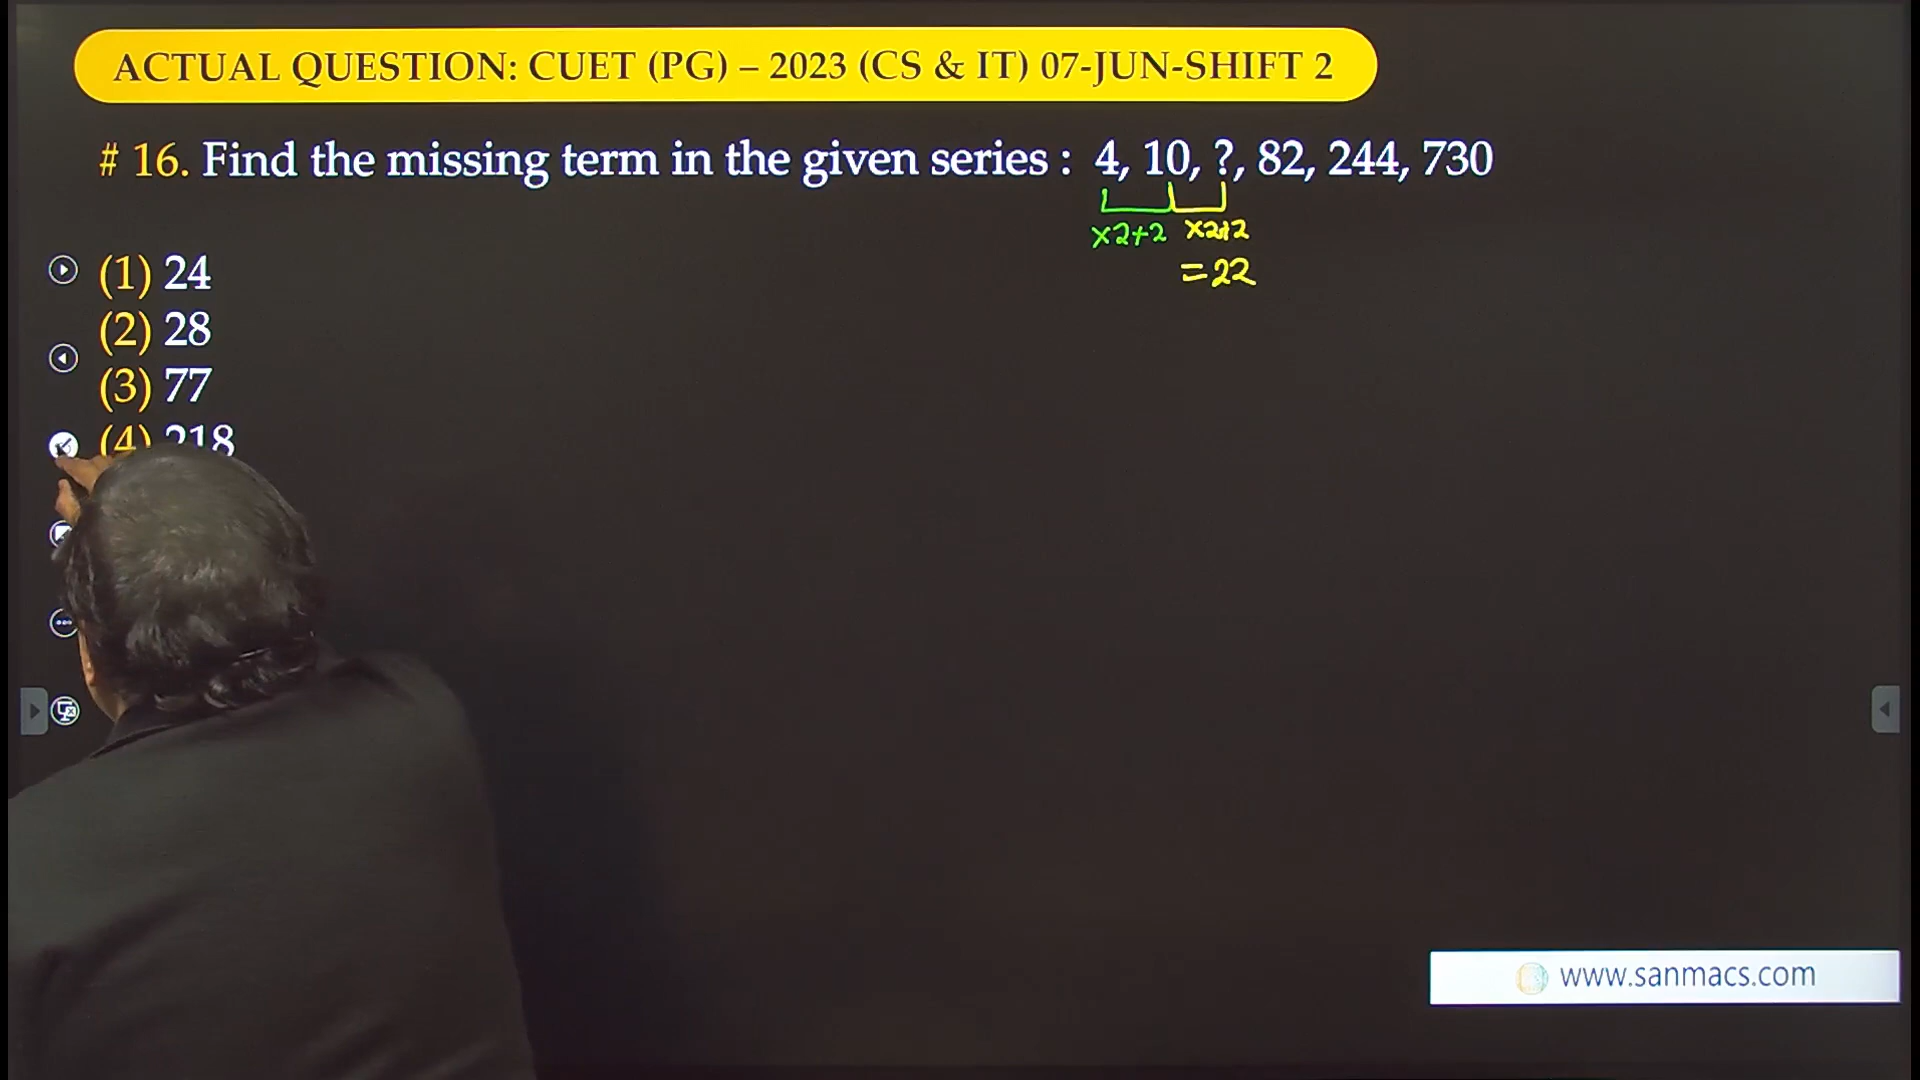 ACTUAL QUESTION: CUET (PG) – 2023 (CS & IT) 07-JUN-SHIFT 2
# 16. Find the missing term in the given series : 4, 10, ?, 82, 244, 730
×2+2 ×2+2
=22
(1) 24
(2) 28
(3) 77
(4) 218
www.sanmacs.com